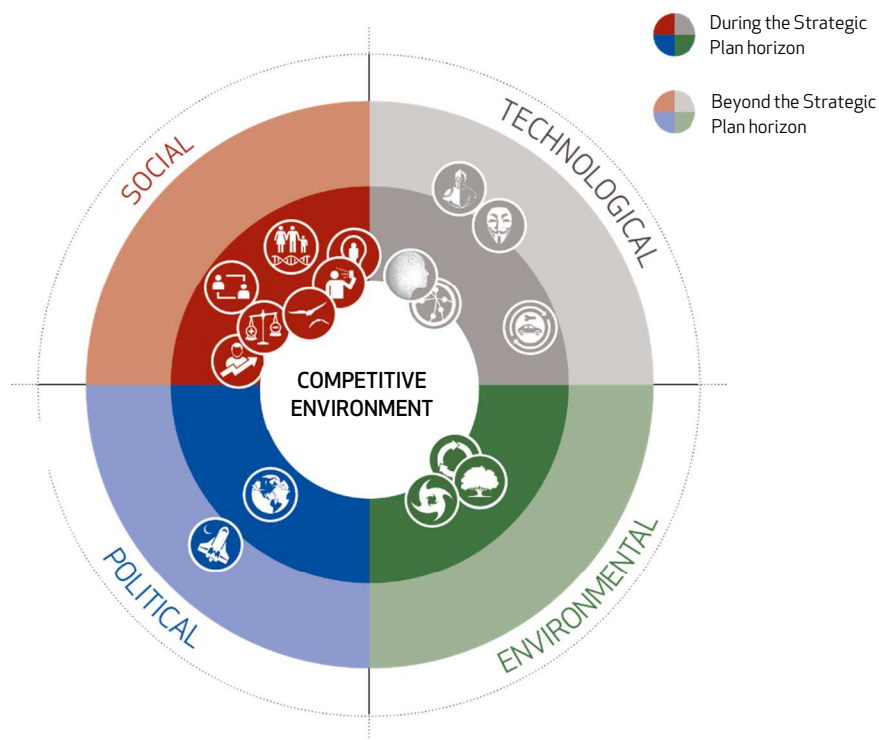 During the Strategic
Plan horizon
Beyond the Strategic
Plan horizon
SOCIAL
TECHNOLOGICAL
COMPETITIVE
ENVIRONMENT
POLITICAL
ENVIRONMENTAL